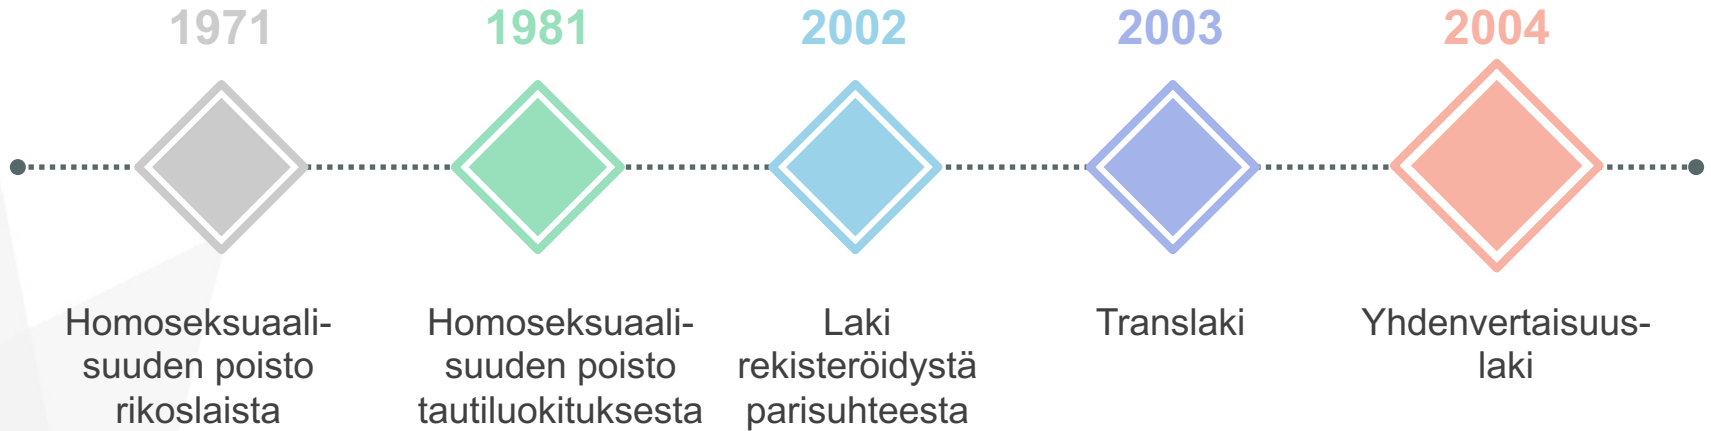 1971
1981
2002
2003
2004
Homoseksuaali-
suuden poisto
rikoslaista
Homoseksuaali-
suuden poisto
tautiluokituksesta
Laki
rekisteröidystä
parisuhteesta
Translaki
Yhdenvertaisuus-
laki